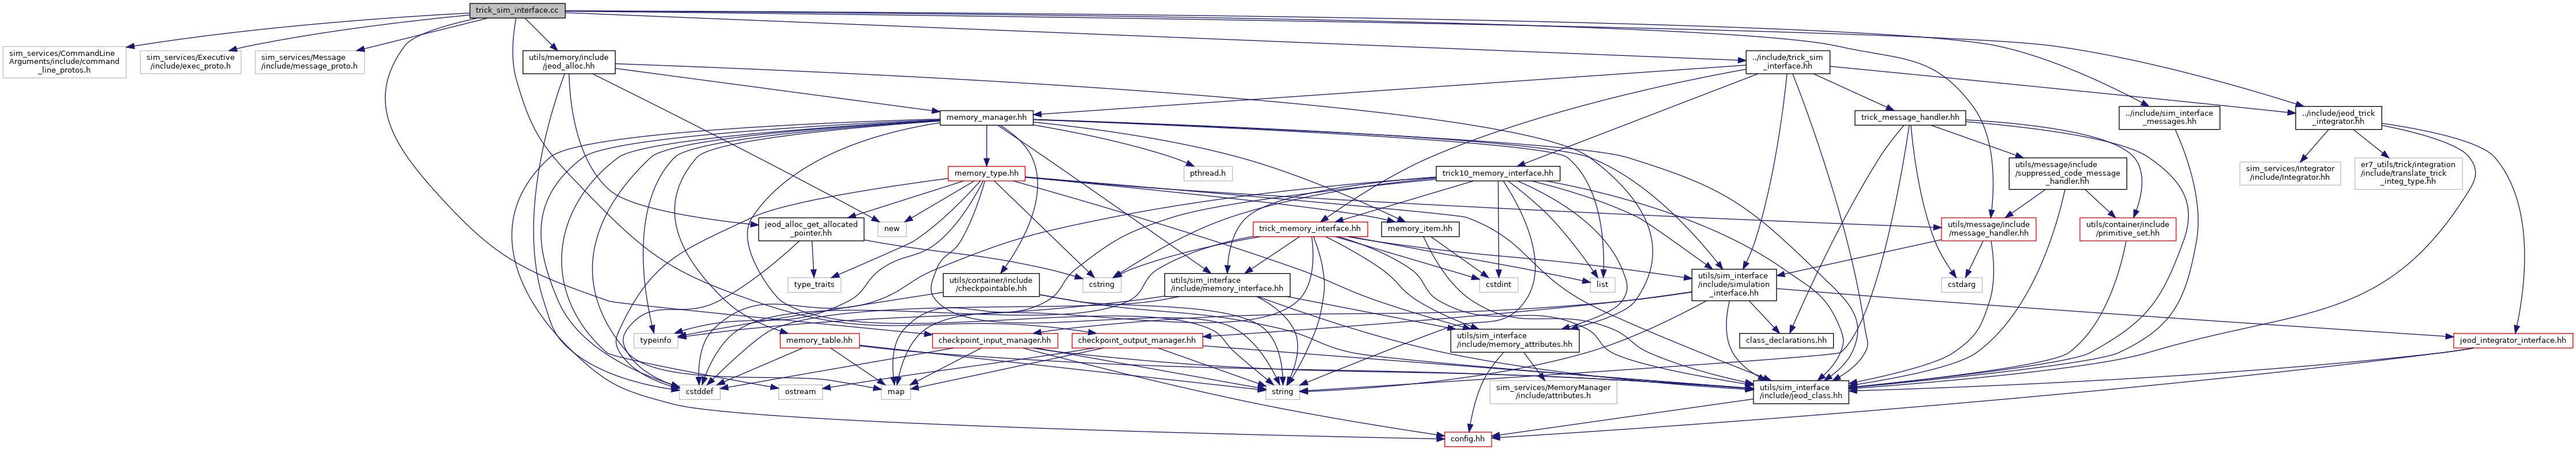 trick_sim_interface.cc
sim_services/CommandLine
Arguments/include/command
_line_protos.h
sim_services/Executive
/include/exec_proto.h
sim_services/Message
/include/message_proto.h
utils/memory/include
/jeod_alloc.hh
../include/trick_sim
_interface.hh
memory_manager.hh
trick_message_handler.hh
../include/sim_interface
_messages.hh
../include/jeod_trick
_integrator.hh
memory_type.hh
pthread.h
trick10_memory_interface.hh
utils/message/include
/suppressed_code_message
_handler.hh
sim_services/Integrator
/include/Integrator.hh
er7_utils/trick/integration
/include/translate_trick
_integ_type.hh
jeod_alloc_get_allocated
_pointer.hh
new
trick_memory_interface.hh
memory_item.hh
utils/message/include
/message_handler.hh
utils/container/include
/primitive_set.hh
type_traits
utils/container/include
/checkpointable.hh
cstring
utils/sim_interface
/include/memory_interface.hh
cstdint
list
utils/sim_interface
/include/simulation
_interface.hh
cstdarg
typeinfo
memory_table.hh
checkpoint_input_manager.hh
checkpoint_output_manager.hh
utils/sim_interface
/include/memory_attributes.hh
class_declarations.hh
jeod_integrator_interface.hh
cstddef
ostream
map
string
sim_services/MemoryManager
/include/attributes.h
utils/sim_interface
/include/jeod_class.hh
config.hh